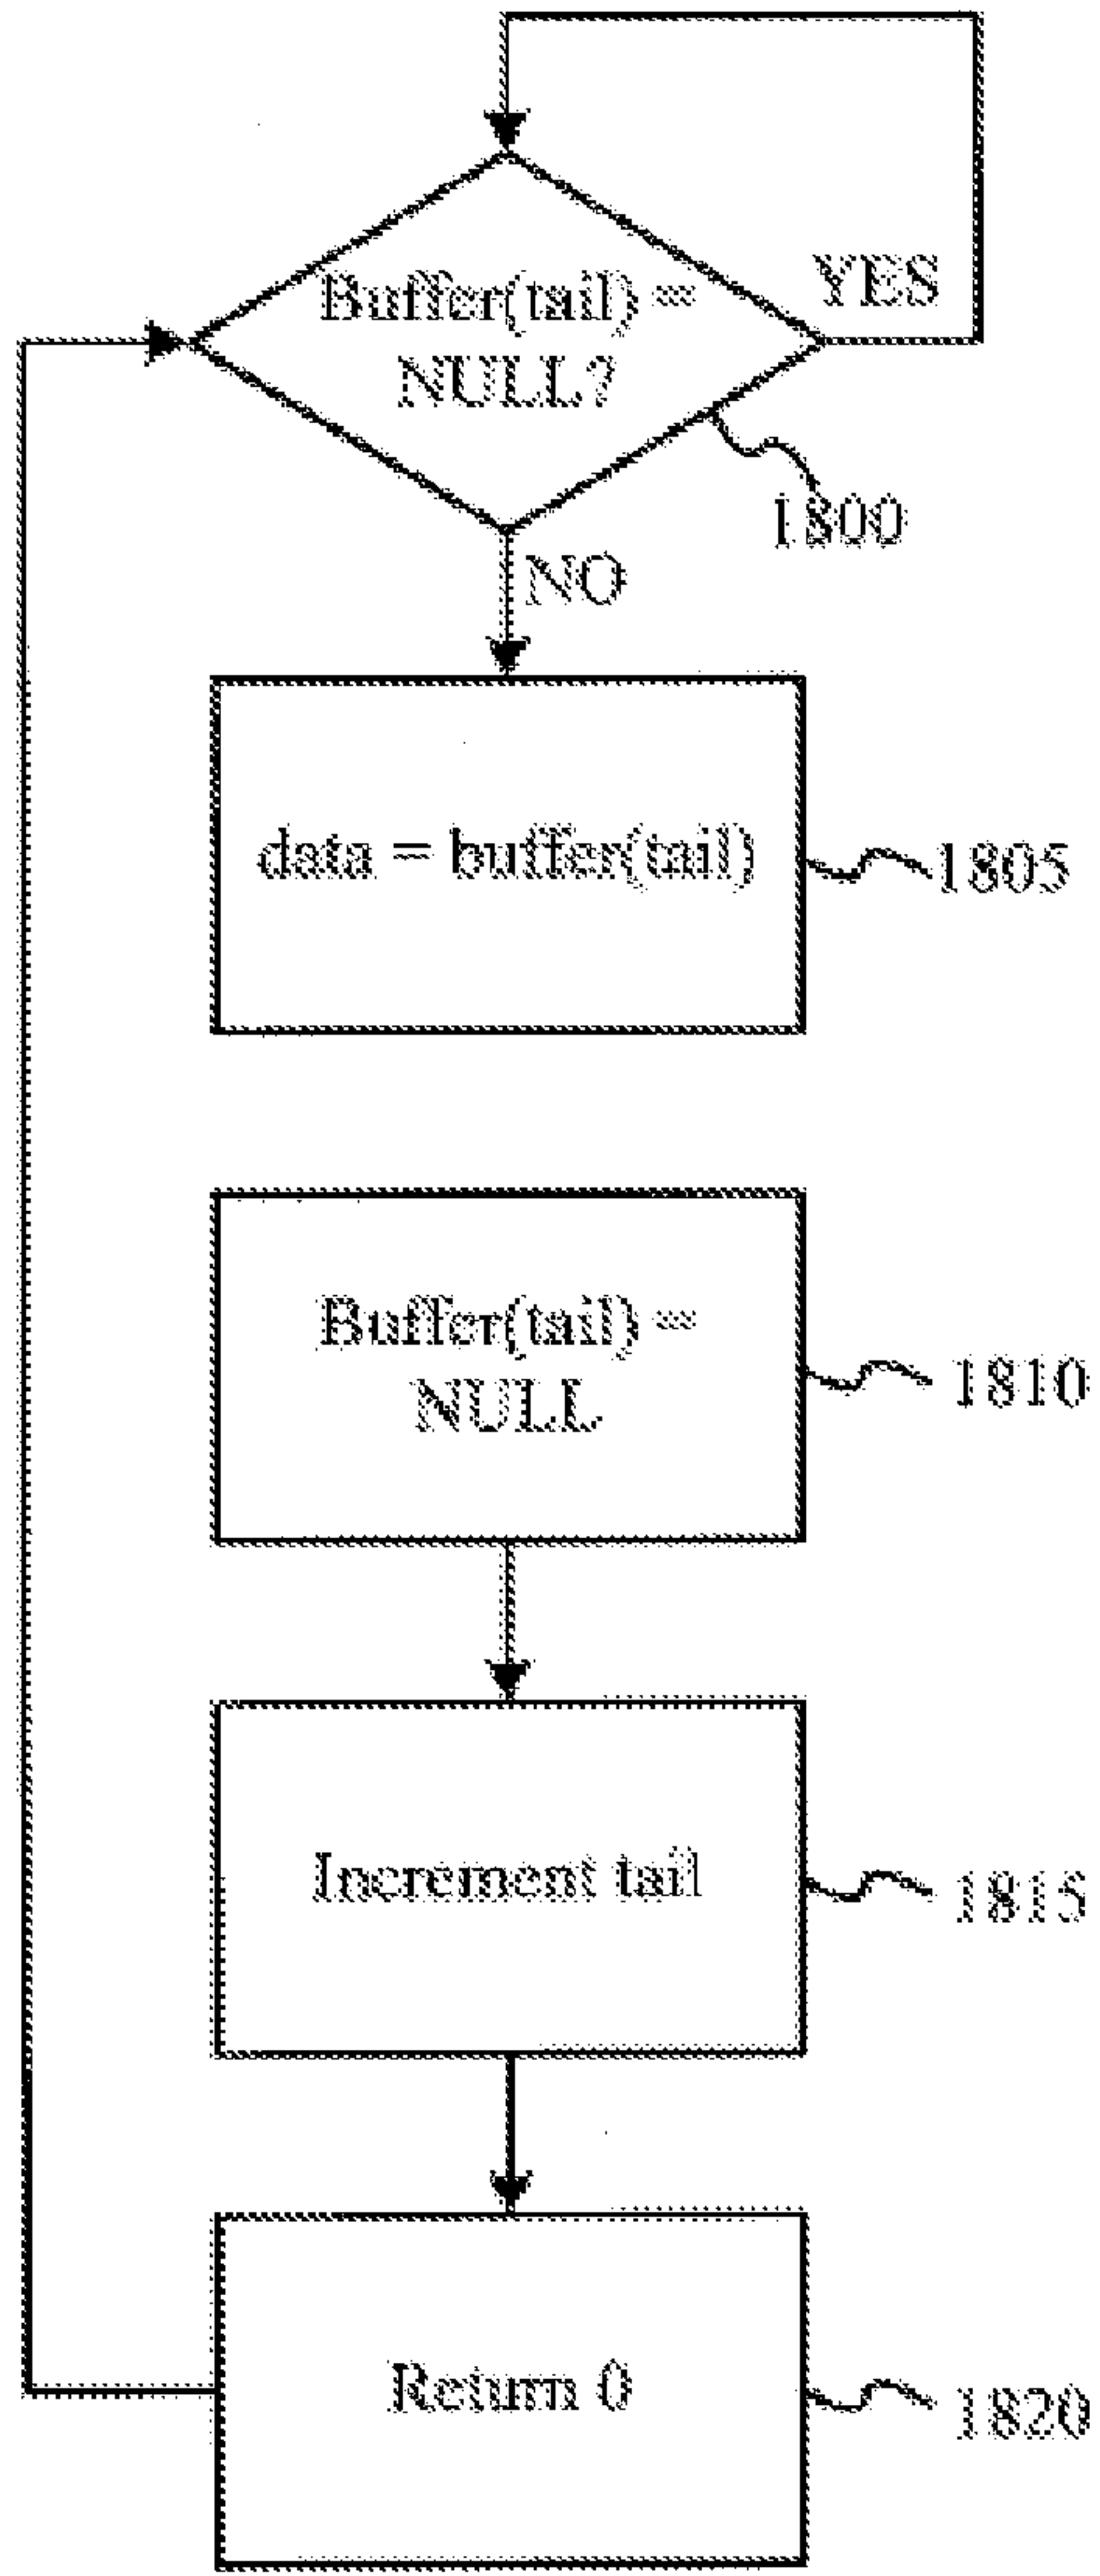 YES
Buffer(tail) =
NULL?
1800
NO
data = buffer(tail)
1805
Buffer(tail) =
NULL
1810
Increment tail
1815
Return 0
1820